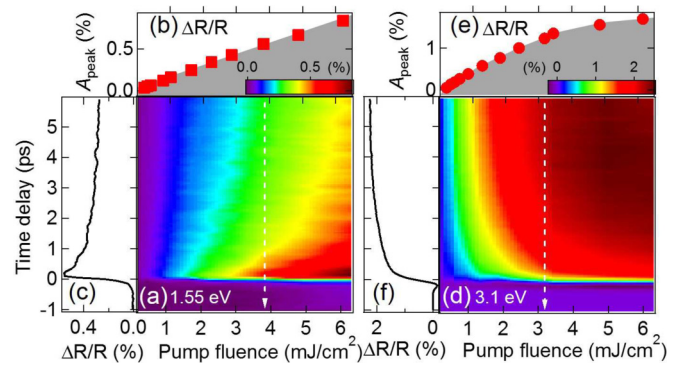 (b) ΔR/R
A_peak (%)
0.5
0.0
0.0 0.5 (%)
(e) ΔR/R
A_peak (%)
1
0
(%) 0 1 2
Time delay (ps)
5
4
3
2
1
0
-1
(c)
(a) 1.55 eV
(f)
(d) 3.1 eV
0.4 0.0
ΔR/R (%)
1 2 3 4 5 6
Pump fluence (mJ/cm²)
2 0
ΔR/R (%)
1 2 3 4 5 6
Pump fluence (mJ/cm²)